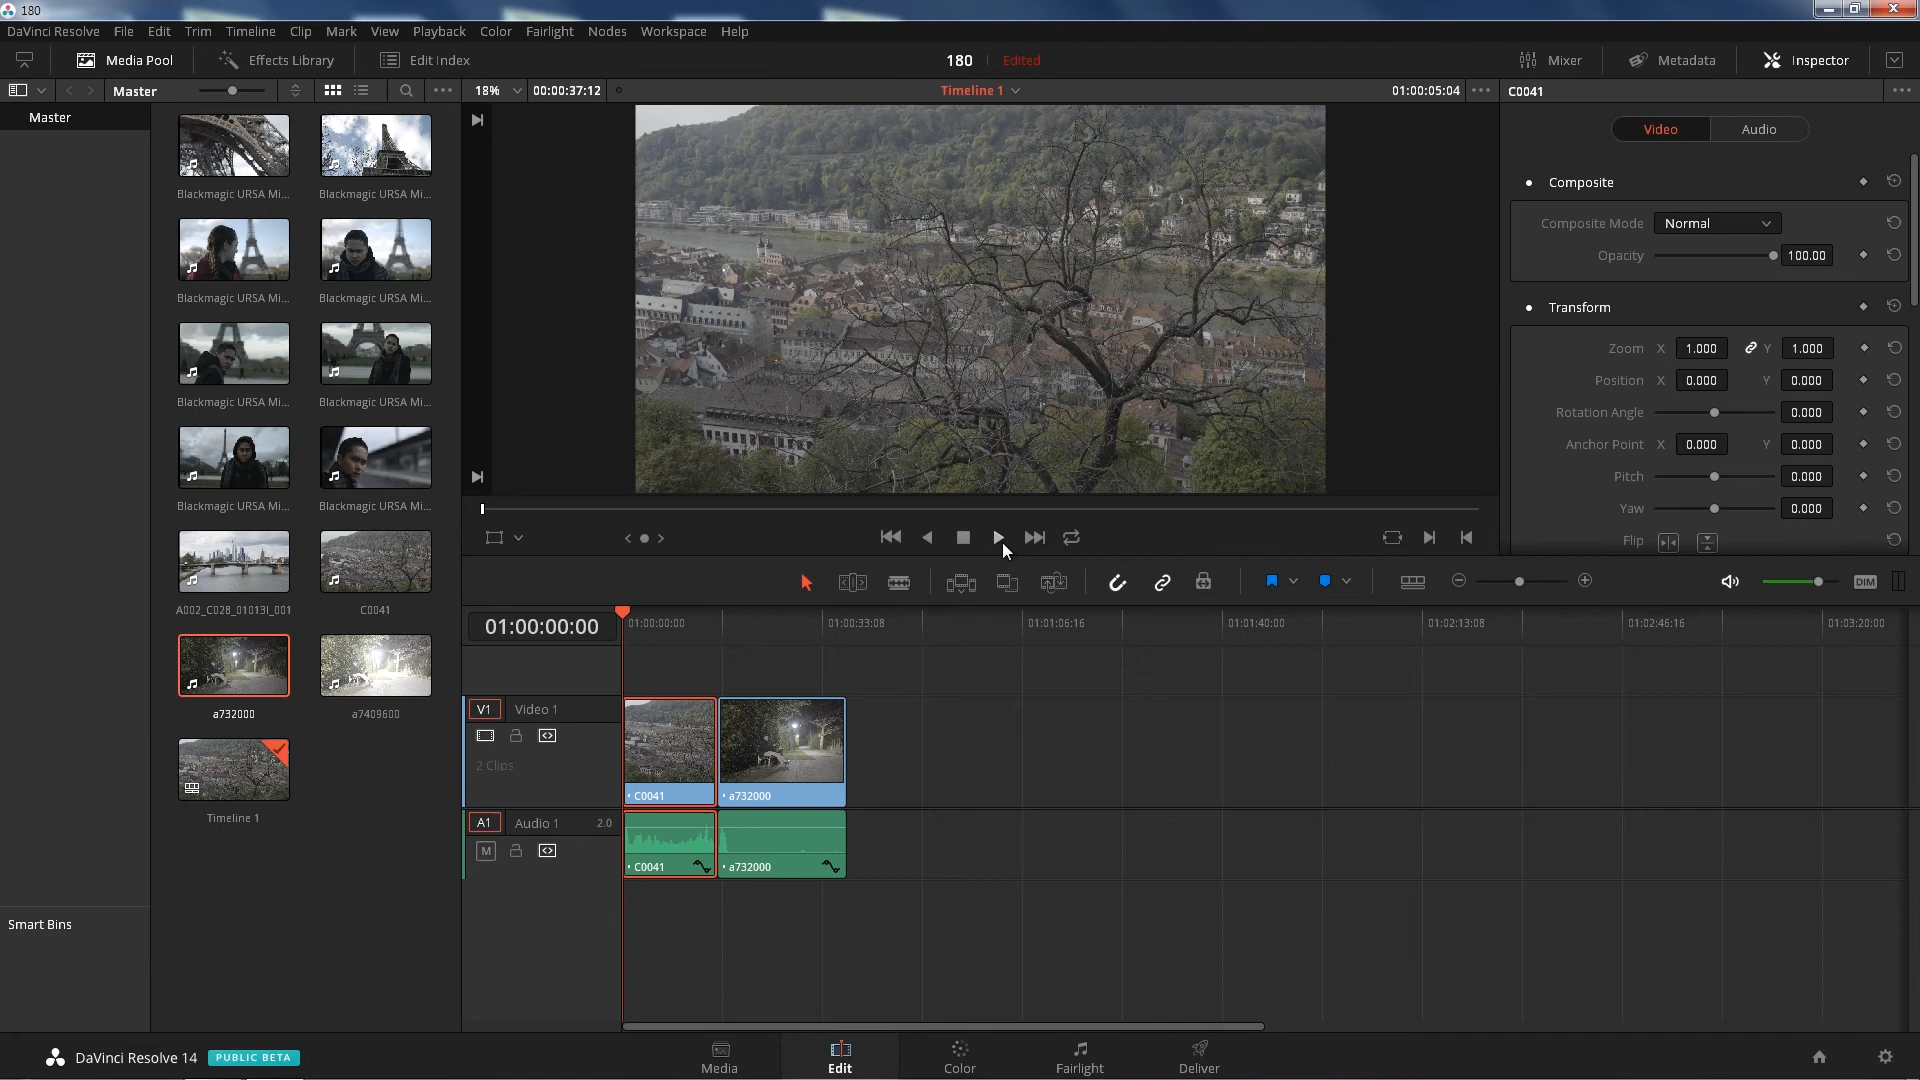 180
DaVinci Resolve File Edit Trim Timeline Clip Mark View Playback Color Fairlight Nodes Workspace Help
Media Pool Effects Library Edit Index 180 Edited Mixer Metadata Inspector
Master 18% 00:00:37:12 Timeline 1 01:00:05:04 C0041
Master
Video Audio
Composite
Composite Mode Normal
Opacity 100.00
Transform
Zoom X 1.000 Y 1.000
Position X 0.000 Y 0.000
Rotation Angle 0.000
Anchor Point X 0.000 Y 0.000
Pitch 0.000
Yaw 0.000
Flip
Blackmagic URSA Mi... Blackmagic URSA Mi...
Blackmagic URSA Mi... Blackmagic URSA Mi...
Blackmagic URSA Mi... Blackmagic URSA Mi...
Blackmagic URSA Mi... Blackmagic URSA Mi...
A002_C028_01013I_001 C0041
a732000 a7409600
Timeline 1
Smart Bins
DIM
01:00:00:00 01:00:00:00 01:00:33:08 01:01:06:16 01:01:40:00 01:02:13:08 01:02:46:16 01:03:20:00
V1 Video 1
2 Clips
C0041 a732000
A1 Audio 1 2.0
M
C0041 a732000
DaVinci Resolve 14 PUBLIC BETA
Media Edit Color Fairlight Deliver